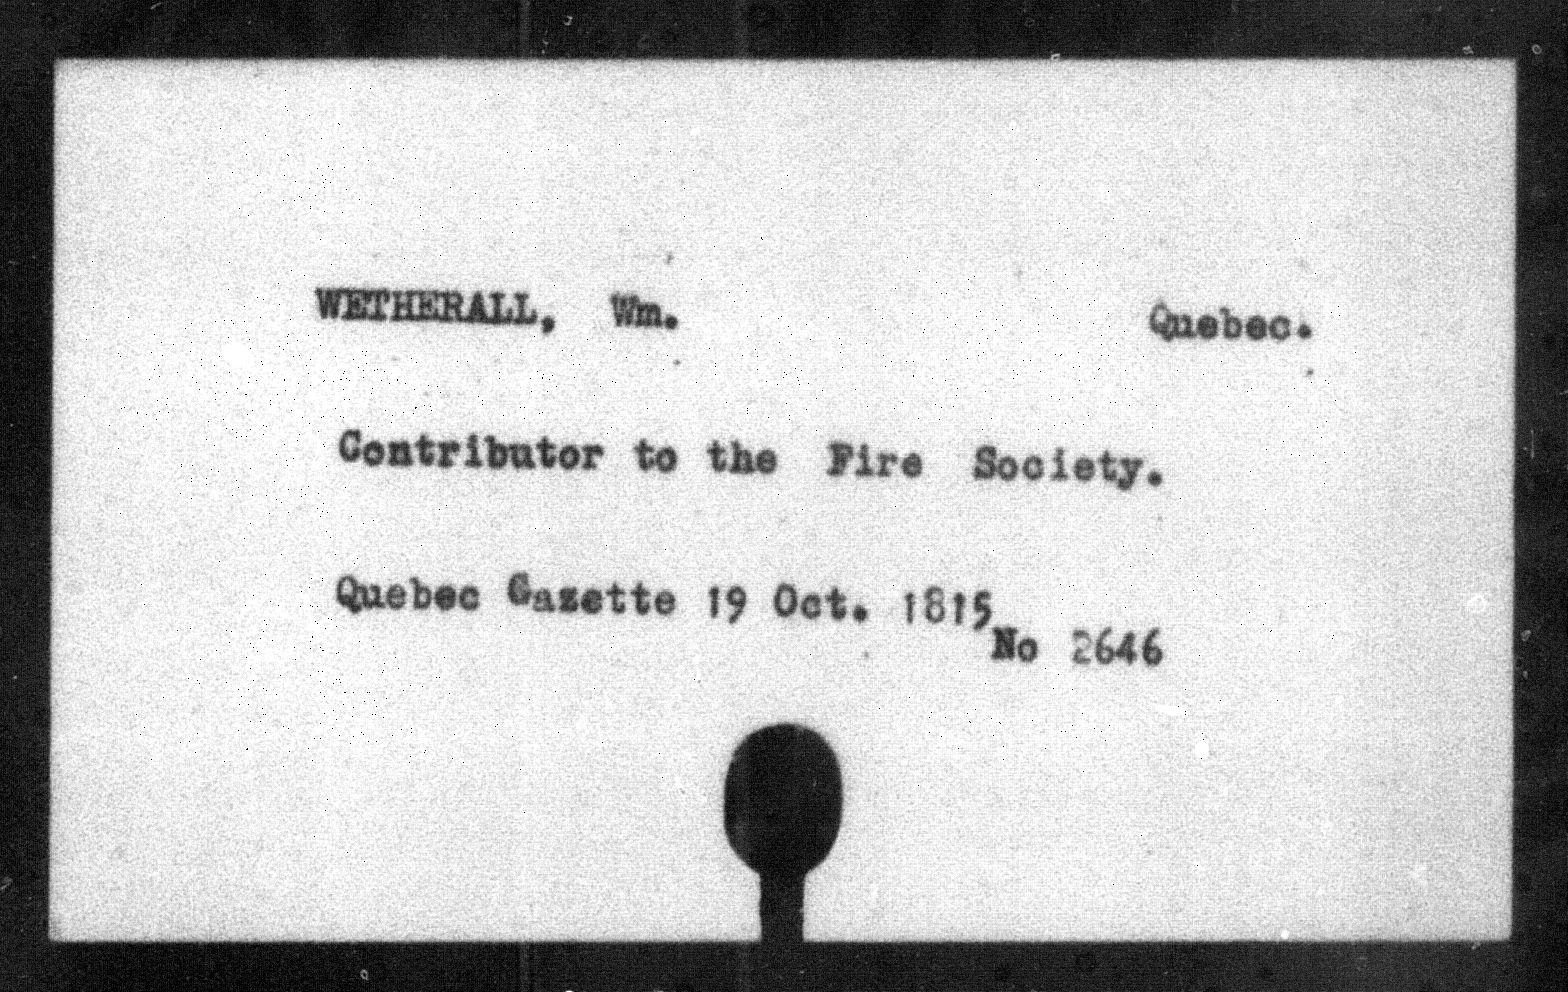 WETHERALL, Wm. Quebec.
Contributor to the Fire Society.
Quebec Gazette 19 Oct. 1815
No 2646